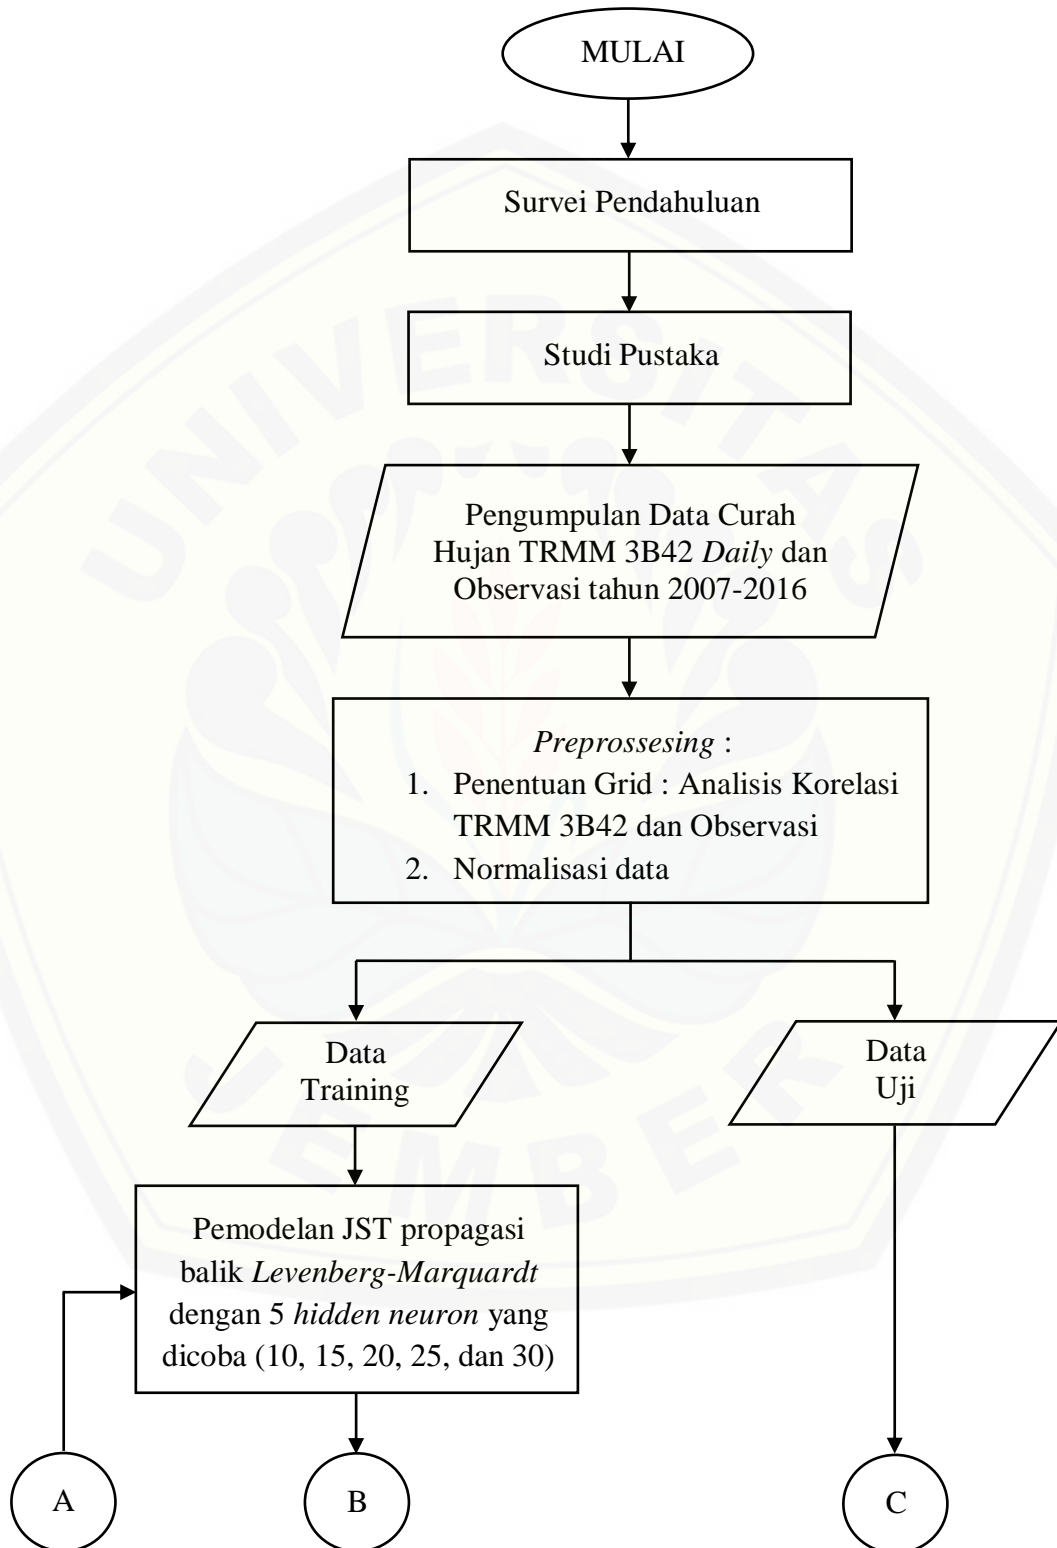 MULAI
Survei Pendahuluan
Studi Pustaka
Pengumpulan Data Curah
Hujan TRMM 3B42 Daily dan
Observasi tahun 2007-2016
Preprossesing :
1. Penentuan Grid : Analisis Korelasi
TRMM 3B42 dan Observasi
2. Normalisasi data
Data
Training
Data
Uji
Pemodelan JST propagasi
balik Levenberg-Marquardt
dengan 5 hidden neuron yang
dicoba (10, 15, 20, 25, dan 30)
A
B
C
UNIVERSITAS
JEMBER